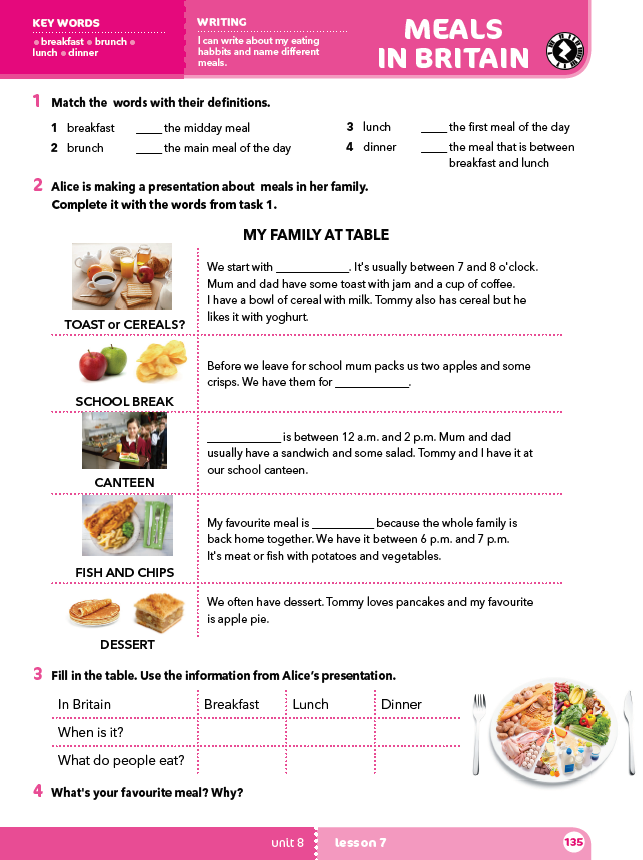 KEY WORDS
• breakfast • brunch •
lunch • dinner
WRITING
I can write about my eating
habbits and name different
meals.
MEALS
IN BRITAIN
1 Match the words with their definitions.
1 breakfast ____ the midday meal
2 brunch ____ the main meal of the day
3 lunch ____ the first meal of the day
4 dinner ____ the meal that is between
breakfast and lunch
2 Alice is making a presentation about meals in her family.
Complete it with the words from task 1.
MY FAMILY AT TABLE
TOAST or CEREALS?
We start with ____________. It's usually between 7 and 8 o'clock.
Mum and dad have some toast with jam and a cup of coffee.
I have a bowl of cereal with milk. Tommy also has cereal but he
likes it with yoghurt.
SCHOOL BREAK
Before we leave for school mum packs us two apples and some
crisps. We have them for ____________.
CANTEEN
____________ is between 12 a.m. and 2 p.m. Mum and dad
usually have a sandwich and some salad. Tommy and I have it at
our school canteen.
FISH AND CHIPS
My favourite meal is __________ because the whole family is
back home together. We have it between 6 p.m. and 7 p.m.
It's meat or fish with potatoes and vegetables.
DESSERT
We often have dessert. Tommy loves pancakes and my favourite
is apple pie.
3 Fill in the table. Use the information from Alice's presentation.
In Britain Breakfast Lunch Dinner
When is it?
What do people eat?
4 What's your favourite meal? Why?
unit 8 lesson 7 135